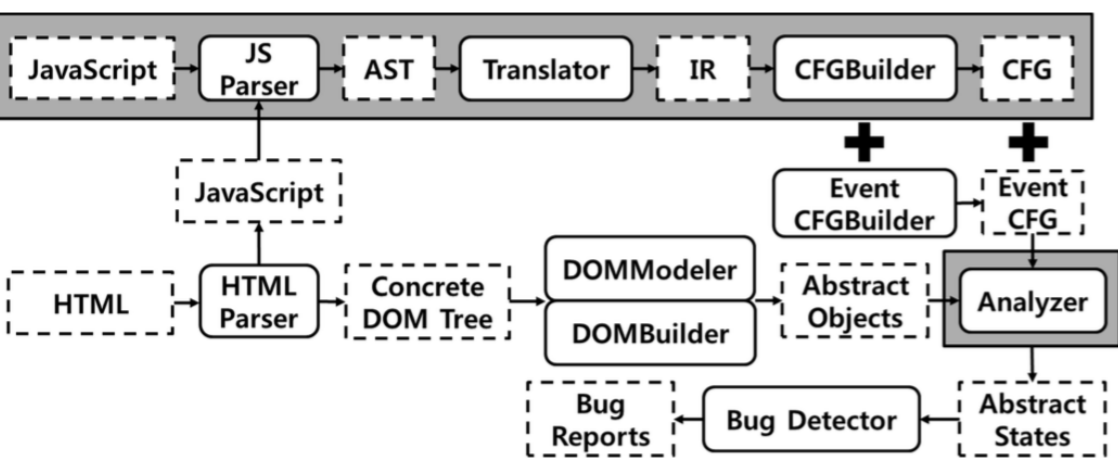 JavaScript
JS
Parser
AST
Translator
IR
CFGBuilder
CFG
JavaScript
Event
CFGBuilder
Event
CFG
HTML
HTML
Parser
Concrete
DOM Tree
DOMModeler
DOMBuilder
Abstract
Objects
Analyzer
Bug
Reports
Bug Detector
Abstract
States